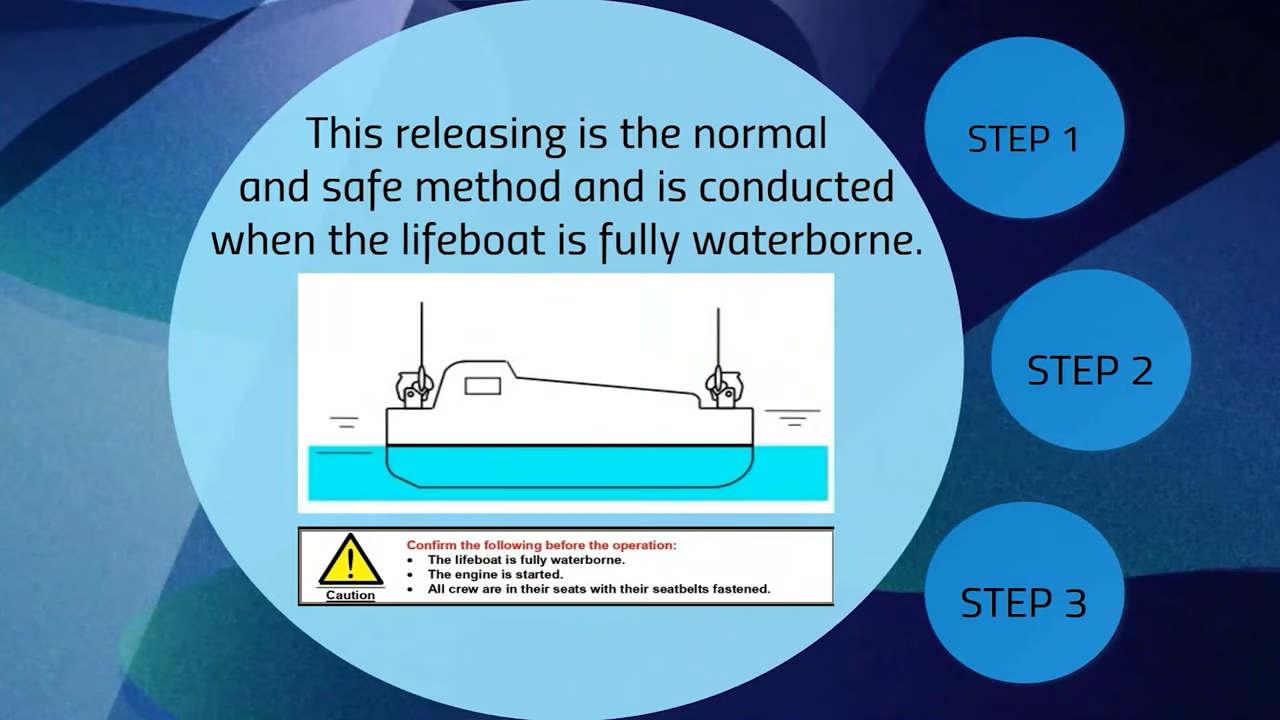 This releasing is the normal
and safe method and is conducted
when the lifeboat is fully waterborne.
Caution
Confirm the following before the operation:
• The lifeboat is fully waterborne.
• The engine is started.
• All crew are in their seats with their seatbelts fastened.
STEP 1
STEP 2
STEP 3